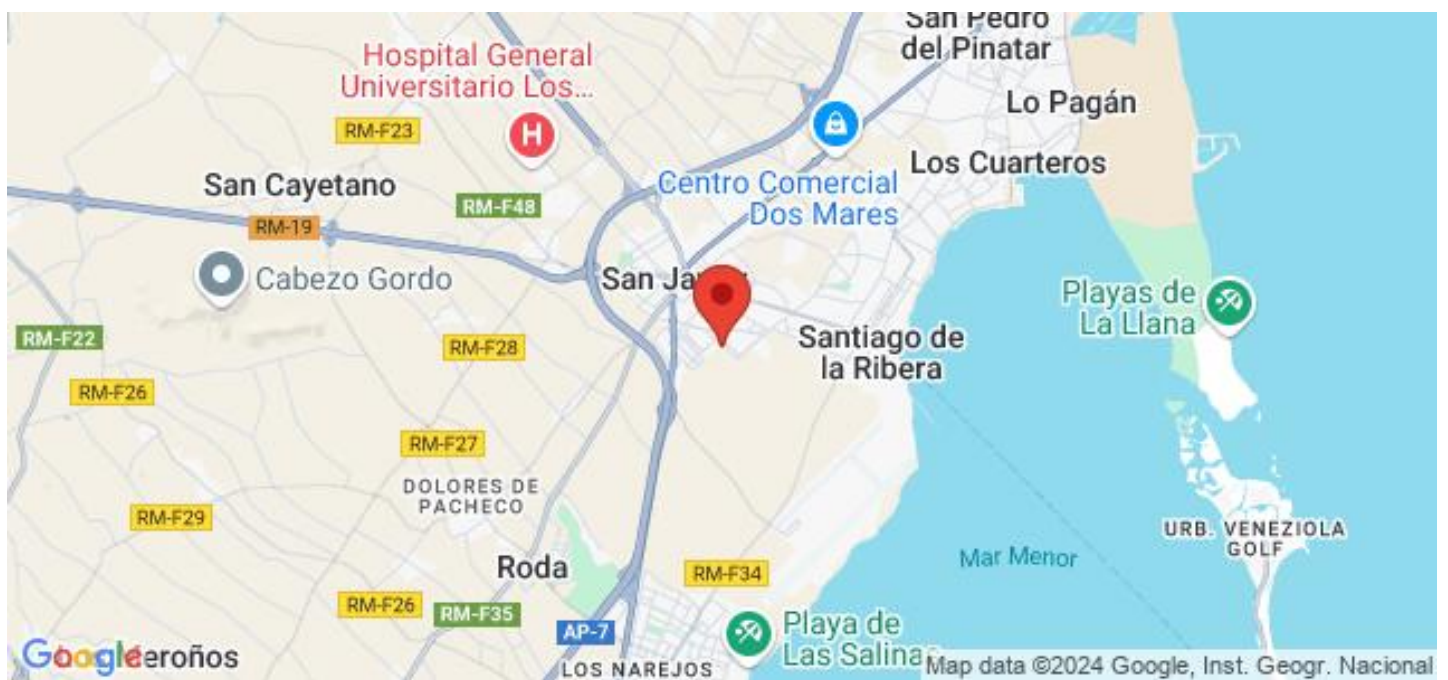 San Pedro
del Pinatar
Hospital General
Universitario Los...
Lo Pagán
RM-F23
H
Los Cuarteros
San Cayetano
Centro Comercial
Dos Mares
RM-F48
RM-19
Cabezo Gordo
San Ja
Playas de
La Llana
RM-F22
RM-F28
Santiago de
la Ribera
RM-F26
RM-F27
DOLORES DE
PACHECO
RM-F29
URB. VENEZIOLA
GOLF
Mar Menor
Roda
RM-F34
RM-F26
RM-F35
AP-7
Playa de
Las Salinas
LOS NAREJOS
Google
eroños
Map data ©2024 Google, Inst. Geogr. Nacional